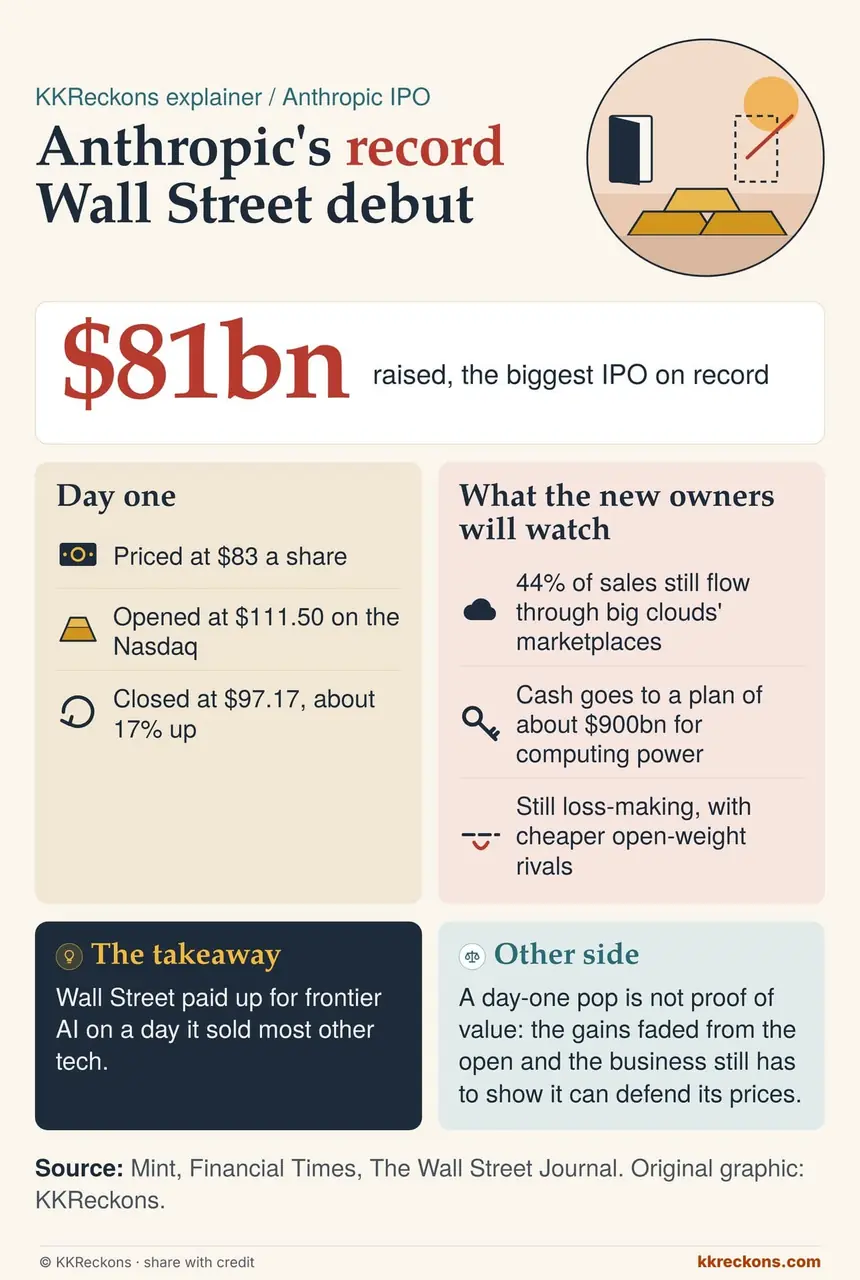 KKReckons explainer / Anthropic IPO
Anthropic's record
Wall Street debut
$81bn raised, the biggest IPO on record
Day one
Priced at $83 a share
Opened at $111.50 on the
Nasdaq
Closed at $97.17, about
17% up
What the new owners
will watch
44% of sales still flow
through big clouds'
marketplaces
Cash goes to a plan of
about $900bn for
computing power
Still loss-making, with
cheaper open-weight
rivals
The takeaway
Wall Street paid up for frontier
AI on a day it sold most other
tech.
Other side
A day-one pop is not proof of
value: the gains faded from the
open and the business still has
to show it can defend its prices.
Source: Mint, Financial Times, The Wall Street Journal. Original graphic:
KKReckons.
© KKReckons · share with credit
kkreckons.com